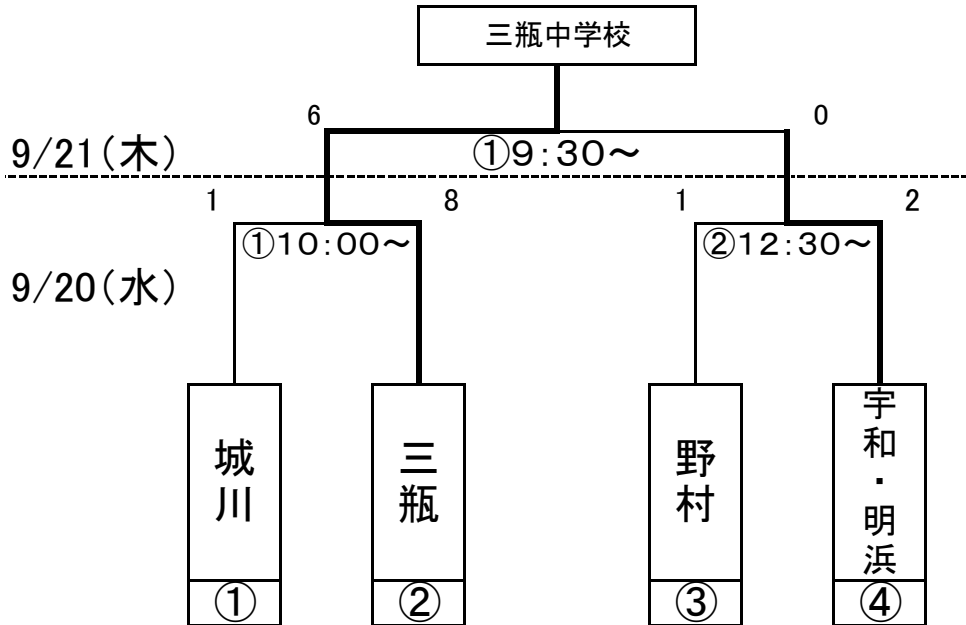 三瓶中学校
6
0
9/21(木)
①9:30～
1
8
1
2
①10:00～
②12:30～
9/20(水)
城川
三瓶
野村
宇和・明浜
①
②
③
④